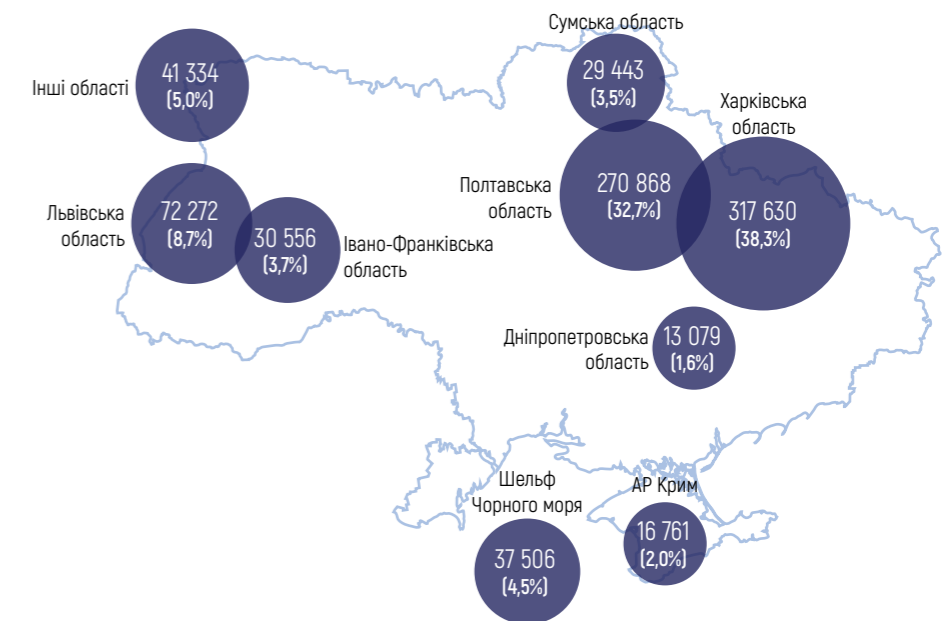 Сумська область
29 443
(3,5%)
Інші області
41 334
(5,0%)
Харківська
область
317 630
(38,3%)
Полтавська
область
270 868
(32,7%)
Львівська
область
72 272
(8,7%)
30 556
(3,7%)
Івано-Франківська
область
Дніпропетровська
область
13 079
(1,6%)
Шельф
Чорного моря
37 506
(4,5%)
АР Крим
16 761
(2,0%)